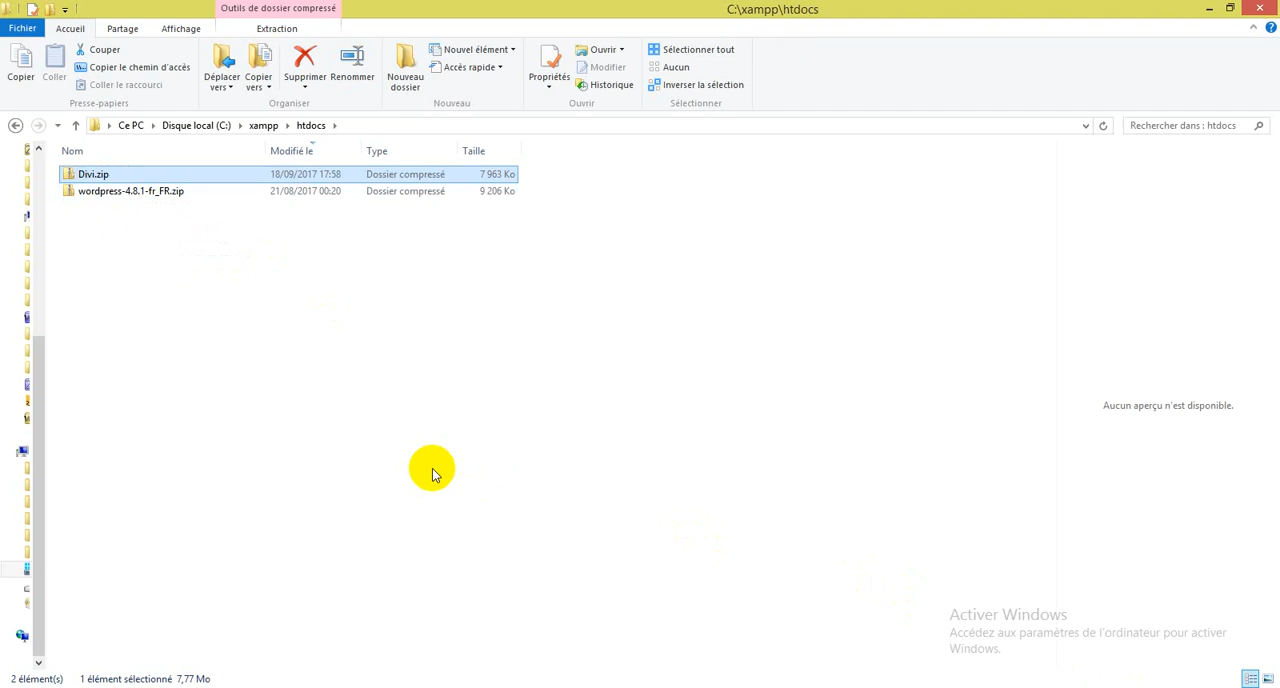 Outils de dossier compressé
C:\xampp\htdocs
Fichier
Accueil
Partage
Affichage
Extraction
Copier
Coller
Couper
Copier le chemin d'accès
Coller le raccourci
Presse-papiers
Déplacer vers
Copier vers
Supprimer
Renommer
Organiser
Nouveau dossier
Nouvel élément
Accès rapide
Nouveau
Propriétés
Ouvrir
Modifier
Historique
Ouvrir
Sélectionner tout
Aucun
Inverser la sélection
Sélectionner
Ce PC
Disque local (C:)
xampp
htdocs
Rechercher dans : htdocs
Nom
Modifié le
Type
Taille
Divi.zip 18/09/2017 17:58 Dossier compressé 7 963 Ko
wordpress-4.8.1-fr_FR.zip 21/08/2017 00:20 Dossier compressé 9 206 Ko
Aucun aperçu n'est disponible.
Activer Windows
Accédez aux paramètres de l'ordinateur pour activer
Windows.
2 élément(s)
1 élément sélectionné 7,77 Mo